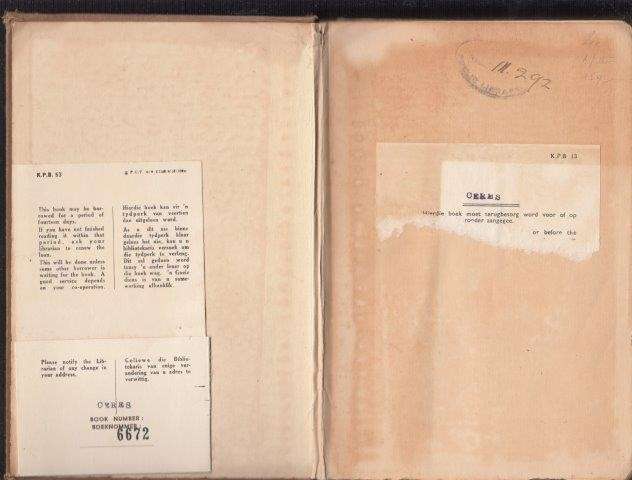 K.P.B. 53
This book may be bor-
rowed for a period of
fourteen days.
If you have not finished
reading it within that
period, ask your
librarian to renew the
loan.
This will be done unless
some other borrower is
waiting for the book. A
good service depends
on your co-operation.
Hierdie boek kan vir 'n
tydperk van veertien
dae uitgeleen word.
As u dit nie binne
daardie tydperk klaar
gelees het nie, kan u u
bibliotekaris versoek om
die tydperk te verleng.
Dit sal gedoen word
tensy 'n ander lener op
die boek wag. 'n Goeie
diens is van u same-
werking afhanklik.
Please notify the Lib-
rarian of any change in
your address.
Geliewe die Biblio-
tekaris van enige ver-
andering van u adres te
verwittig.
CERES
BOOK NUMBER:
BOEKNOMMER:
6672
11.292
K.P.B. 13
CERES
Hierdie boek moet terugbesorg word voor of op
onder aangegee.
or before the